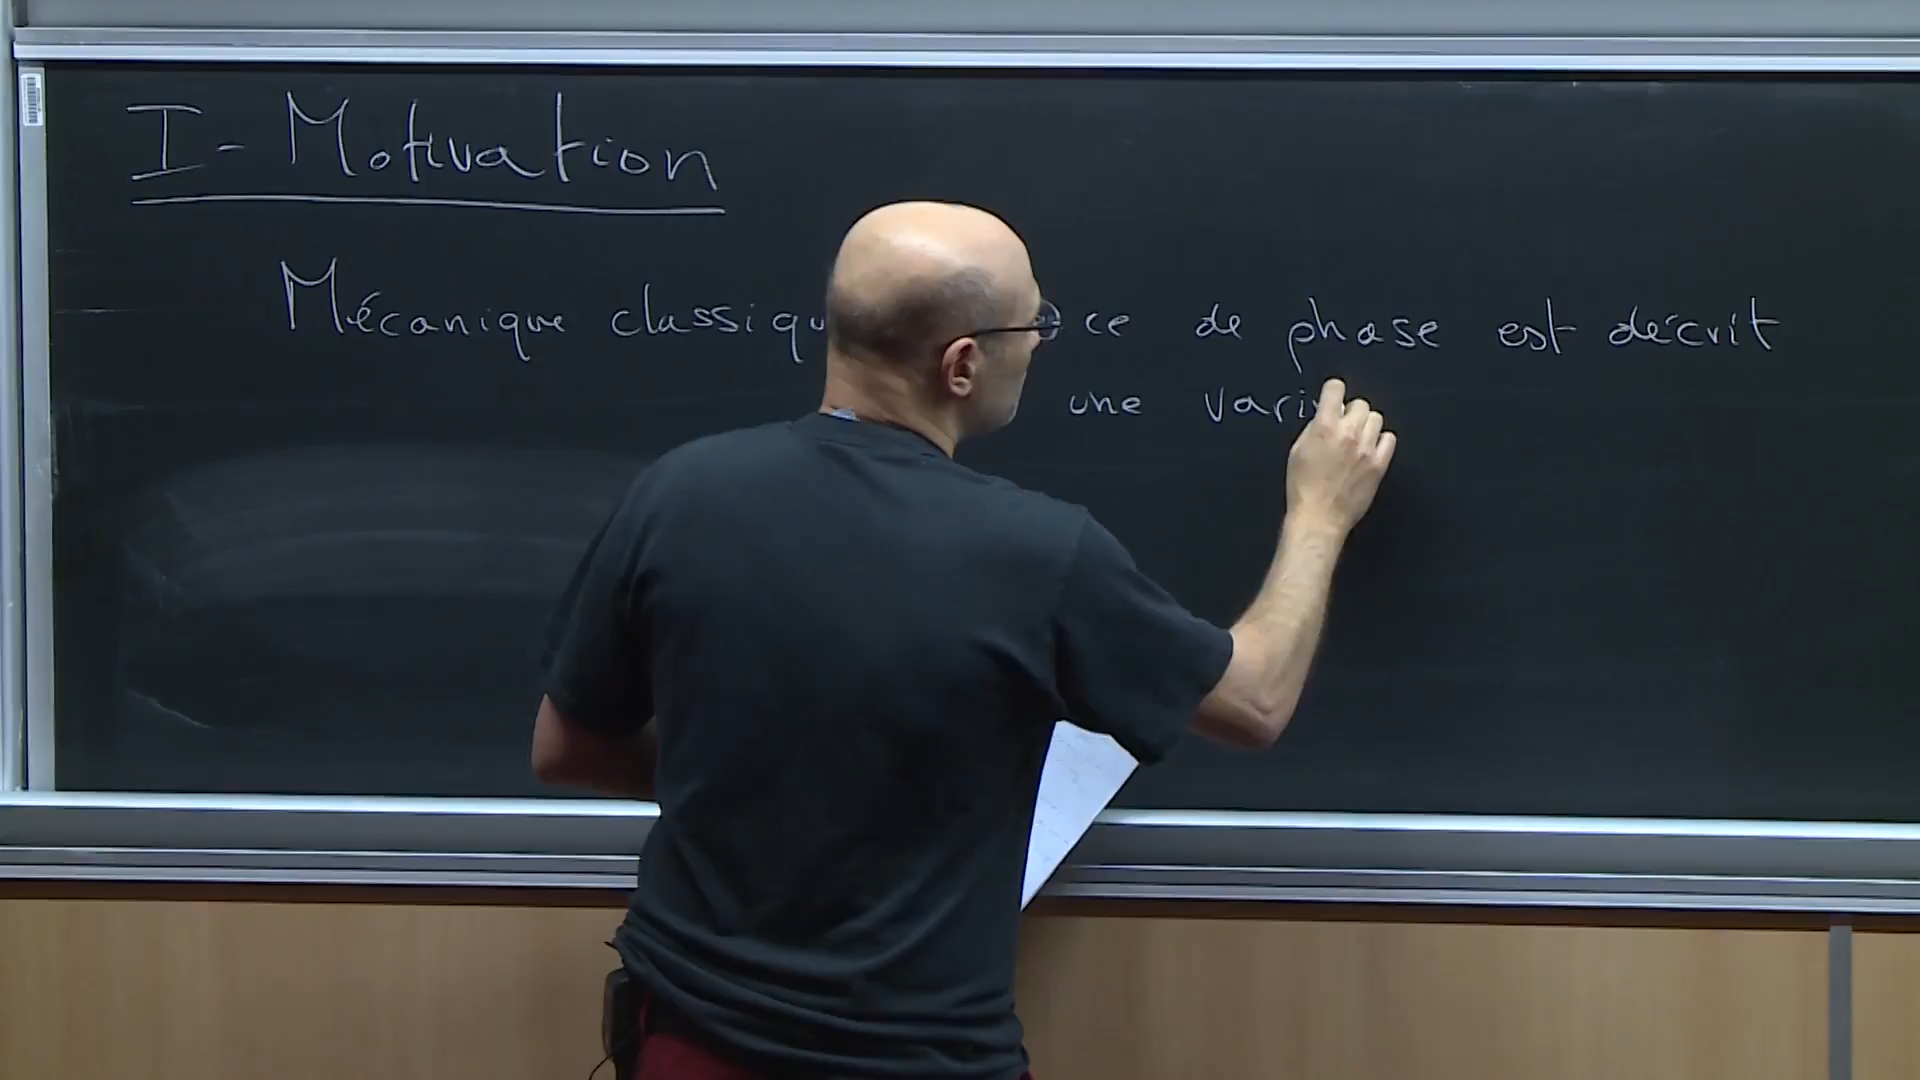 I - Motivation
Mécanique classiqu ce de phase est décrit
une vari